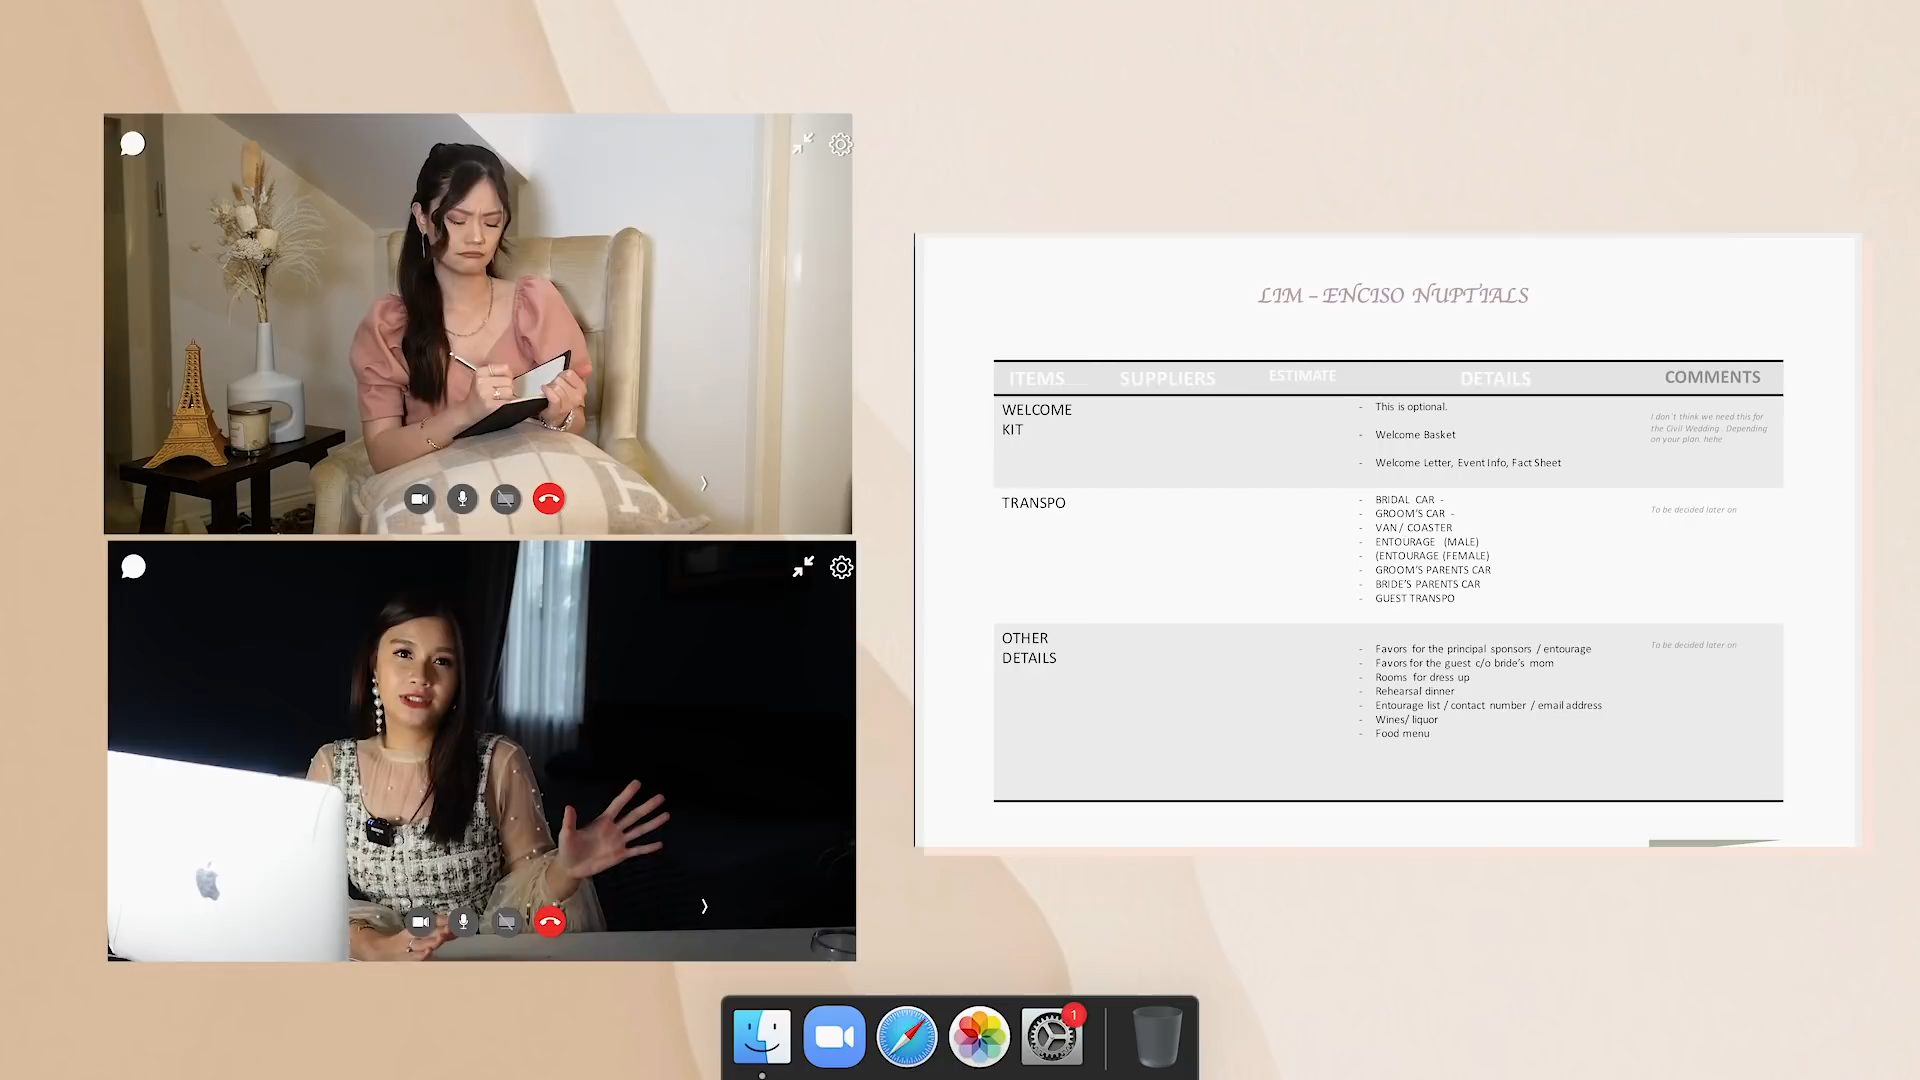 LIM – ENCISO NUPTIALS
ITEMS SUPPLIERS ESTIMATE DETAILS COMMENTS
WELCOME
KIT
- This is optional.
- Welcome Basket
- Welcome Letter, Event Info, Fact Sheet
I don't think we need this for
the Civil Wedding. Depending
on your plan. hehe
TRANSPO
- BRIDAL CAR -
- GROOM'S CAR -
- VAN / COASTER
- ENTOURAGE (MALE)
- (ENTOURAGE (FEMALE)
- GROOM'S PARENTS CAR
- BRIDE'S PARENTS CAR
- GUEST TRANSPO
To be decided later on
OTHER
DETAILS
- Favors for the principal sponsors / entourage
- Favors for the guest c/o bride's mom
- Rooms for dress up
- Rehearsal dinner
- Entourage list / contact number / email address
- Wines/ liquor
- Food menu
To be decided later on
1